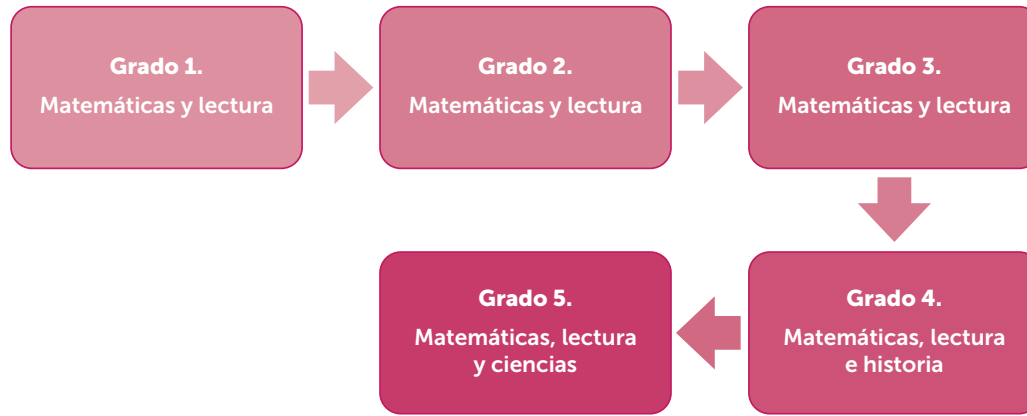 Grado 1.
Matemáticas y lectura
Grado 2.
Matemáticas y lectura
Grado 3.
Matemáticas y lectura
Grado 4.
Matemáticas, lectura
e historia
Grado 5.
Matemáticas, lectura
y ciencias